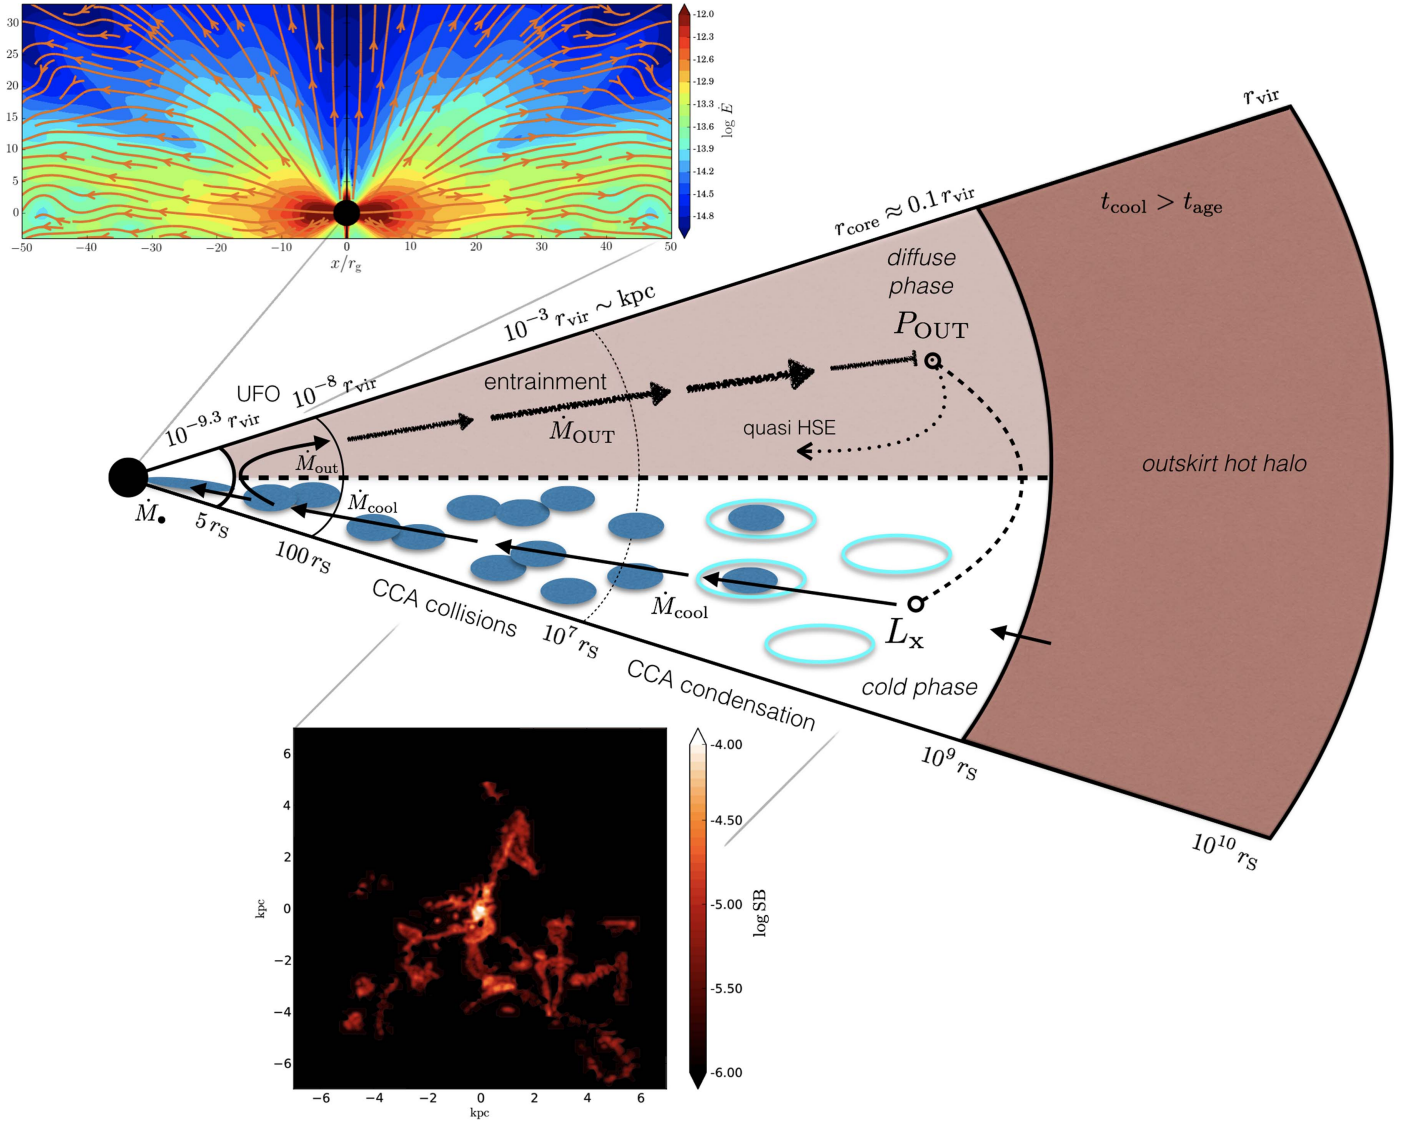 30
25
20
15
10
5
0
−50 −40 −30 −20 −10 0 10 20 30 40 50
x/r_g
-12.0
-12.3
-12.6
-12.9
-13.3
-13.6
-13.9
-14.2
-14.5
-14.8
log Ė
r_vir
t_cool > t_age
r_core ≈ 0.1 r_vir
diffuse
phase
P_OUT
10^−3 r_vir ∼ kpc
UFO
10^−8 r_vir
10^−9.3 r_vir
entrainment
Ṁ_OUT
quasi HSE
Ṁ_out
outskirt hot halo
Ṁ_•
5 r_S
Ṁ_cool
100 r_S
CCA collisions
Ṁ_cool
10^7 r_S
L_x
CCA condensation
cold phase
10^9 r_S
10^10 r_S
6
4
2
0
−2
−4
−6
kpc
−6 −4 −2 0 2 4 6
kpc
-4.00
-4.50
-5.00
-5.50
-6.00
log SB